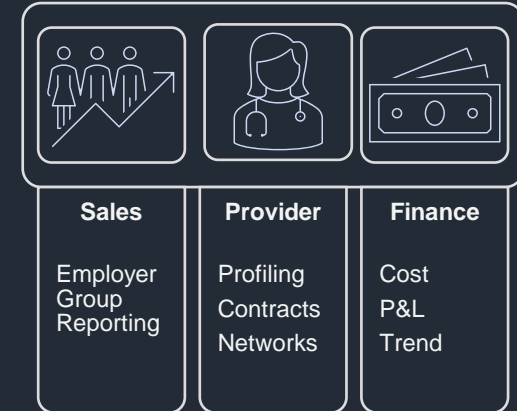 Sales
Employer
Group
Reporting
Provider
Profiling
Contracts
Networks
Finance
Cost
P&L
Trend